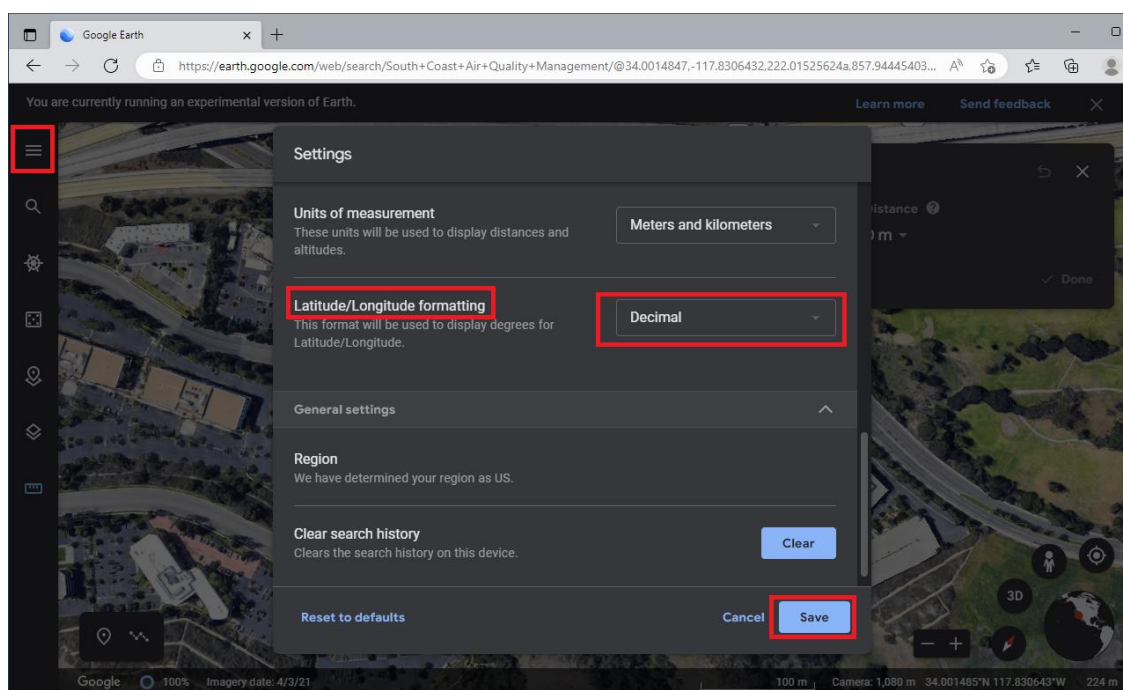 Google Earth
https://earth.google.com/web/search/South+Coast+Air+Quality+Management/@34.0014847,-117.8306432,222.01525624a,857.94445403...
You are currently running an experimental version of Earth.
Learn more
Send feedback
Settings
Units of measurement
These units will be used to display distances and
altitudes.
Meters and kilometers
istance
m
Done
Latitude/Longitude formatting
This format will be used to display degrees for
Latitude/Longitude.
Decimal
General settings
Region
We have determined your region as US.
Clear search history
Clears the search history on this device.
Clear
Reset to defaults
Cancel
Save
3D
Google
100%
Imagery date: 4/3/21
100 m
Camera: 1,080 m
34.001485°N 117.830643°W
224 m